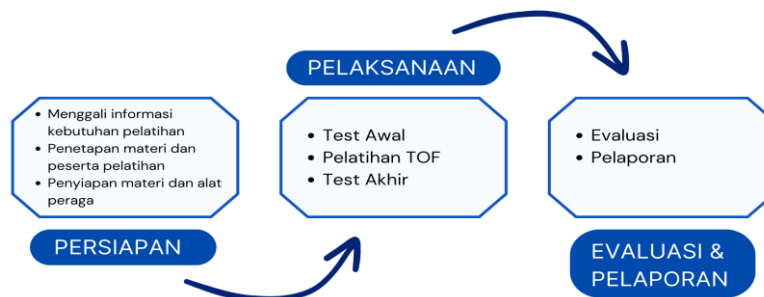 PERSIAPAN
• Menggali informasi
kebutuhan pelatihan
• Penetapan materi dan
peserta pelatihan
• Penyiapan materi dan alat
peraga
PELAKSANAAN
• Test Awal
• Pelatihan TOF
• Test Akhir
• Evaluasi
• Pelaporan
EVALUASI &
PELAPORAN